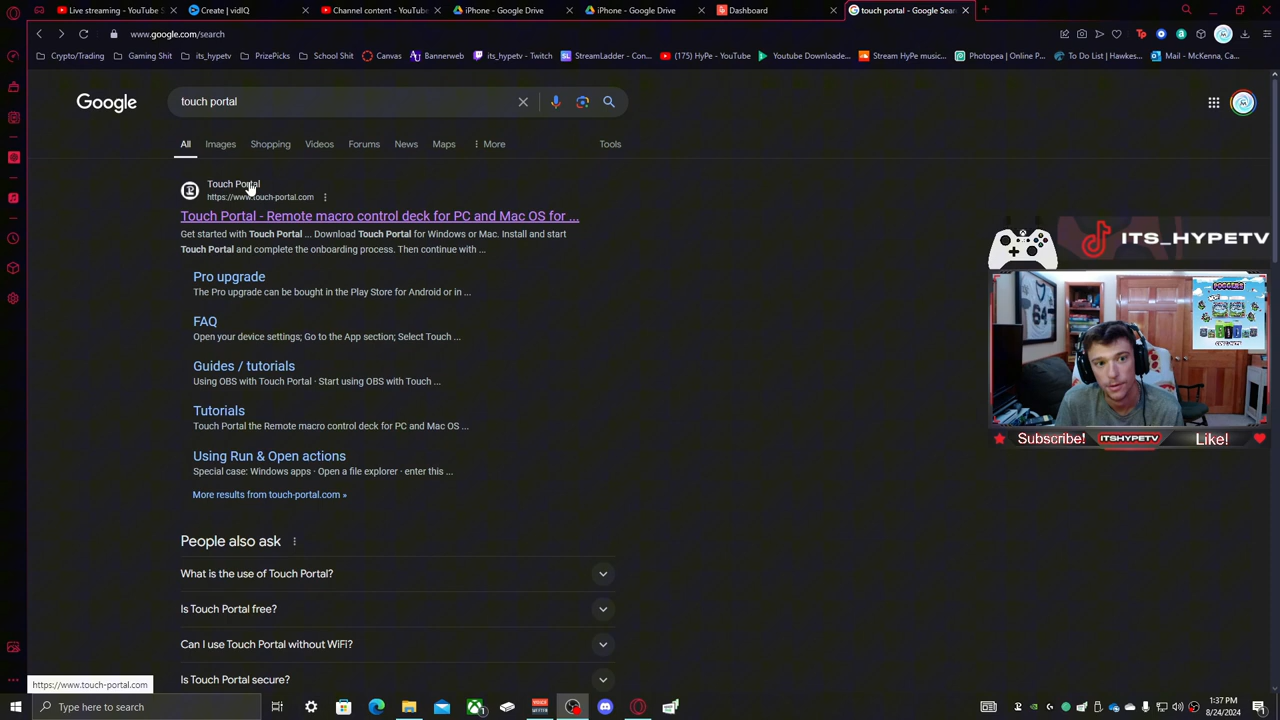 Live streaming - YouTube S
Create | vidIQ
Channel content - YouTube
iPhone - Google Drive
iPhone - Google Drive
Dashboard
touch portal - Google Sear
www.google.com/search
Crypto/Trading
Gaming Shit
its_hypetv
PrizePicks
School Shit
Canvas
Bannerweb
its_hypetv - Twitch
StreamLadder - Con...
(175) HyPe - YouTube
Youtube Downloade...
Stream HyPe music...
Photopea | Online P...
To Do List | Hawkes...
Mail - McKenna, Ca...
Google
touch portal
All
Images
Shopping
Videos
Forums
News
Maps
More
Tools
Touch Portal
https://www.touch-portal.com
Touch Portal - Remote macro control deck for PC and Mac OS for ...
Get started with Touch Portal ... Download Touch Portal for Windows or Mac. Install and start
Touch Portal and complete the onboarding process. Then continue with ...
Pro upgrade
The Pro upgrade can be bought in the Play Store for Android or in ...
FAQ
Open your device settings; Go to the App section; Select Touch ...
Guides / tutorials
Using OBS with Touch Portal · Start using OBS with Touch ...
Tutorials
Touch Portal the Remote macro control deck for PC and Mac OS ...
Using Run & Open actions
Special case: Windows apps · Open a file explorer · enter this ...
More results from touch-portal.com »
People also ask
What is the use of Touch Portal?
Is Touch Portal free?
Can I use Touch Portal without WiFi?
Is Touch Portal secure?
ITS_HYPETV
POGGERS
64
Subscribe!
ITSHYPETV
Like!
https://www.touch-portal.com
Type here to search
1:37 PM
8/24/2024